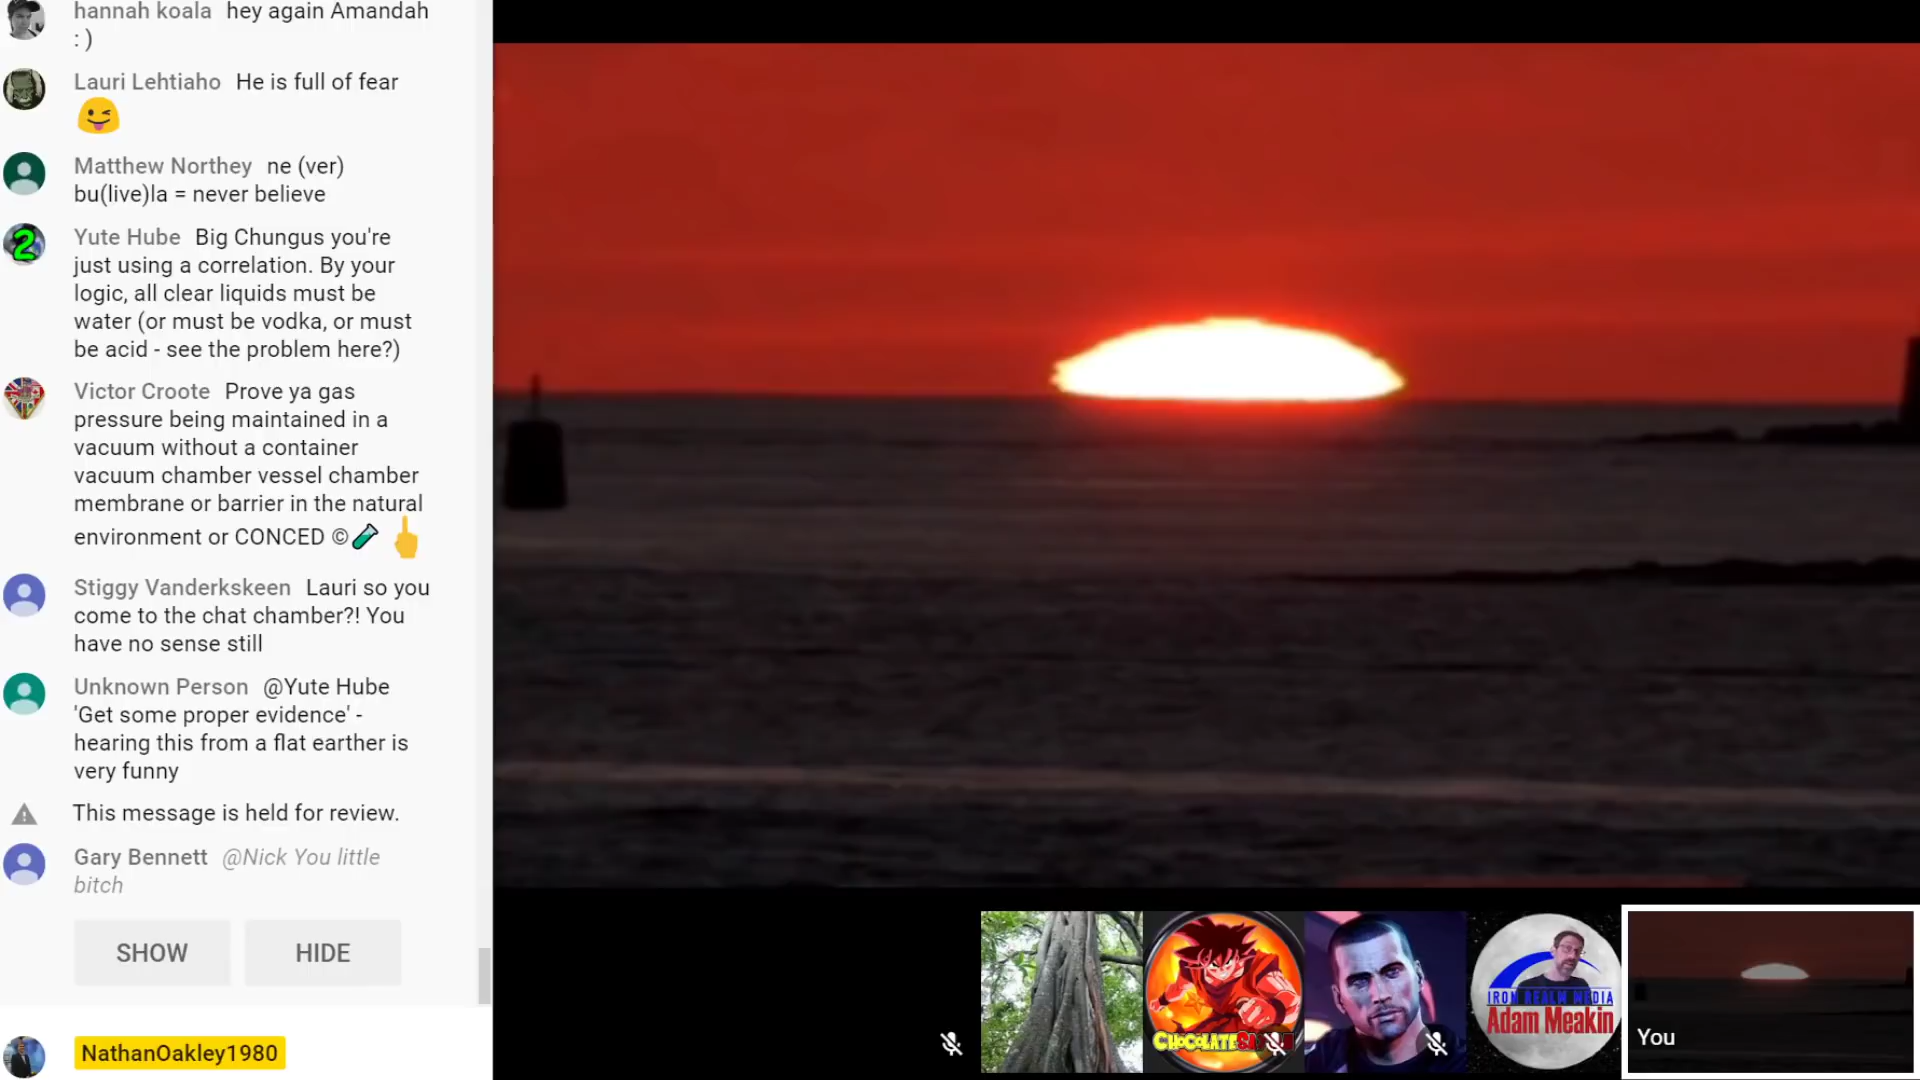 hannah koala hey again Amandah
: )
Lauri Lehtiaho He is full of fear
Matthew Northey ne (ver)
bu(live)la = never believe
2
Yute Hube Big Chungus you're
just using a correlation. By your
logic, all clear liquids must be
water (or must be vodka, or must
be acid - see the problem here?)
Victor Croote Prove ya gas
pressure being maintained in a
vacuum without a container
vacuum chamber vessel chamber
membrane or barrier in the natural
environment or CONCED ©
Stiggy Vanderkskeen Lauri so you
come to the chat chamber?! You
have no sense still
Unknown Person @Yute Hube
'Get some proper evidence' -
hearing this from a flat earther is
very funny
This message is held for review.
Gary Bennett @Nick You little
bitch
SHOW HIDE
NathanOakley1980
IRON REALM MEDIA
Adam Meakin
You